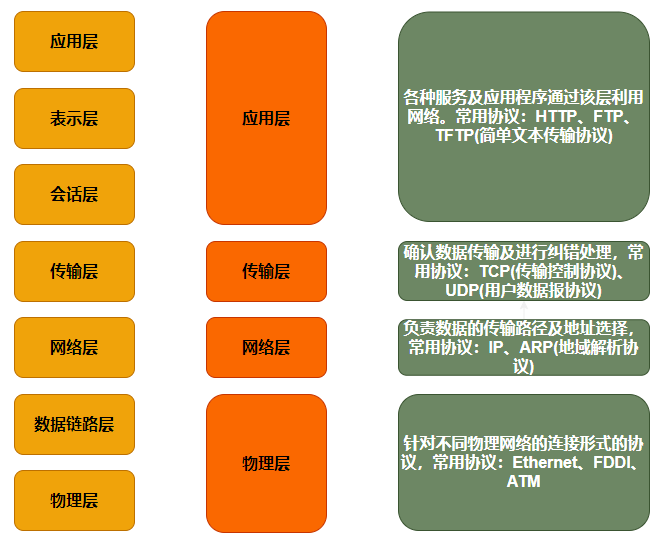 应用层
表示层
会话层
传输层
网络层
数据链路层
物理层
应用层
传输层
网络层
物理层
各种服务及应用程序通过该层利用
网络。常用协议：HTTP、FTP、
TFTP(简单文本传输协议)
确认数据传输及进行纠错处理，常
用协议：TCP(传输控制协议)、
UDP(用户数据报协议)
负责数据的传输路径及地址选择，
常用协议：IP、ARP(地域解析协
议)
针对不同物理网络的连接形式的协
议，常用协议：Ethernet、FDDI、
ATM